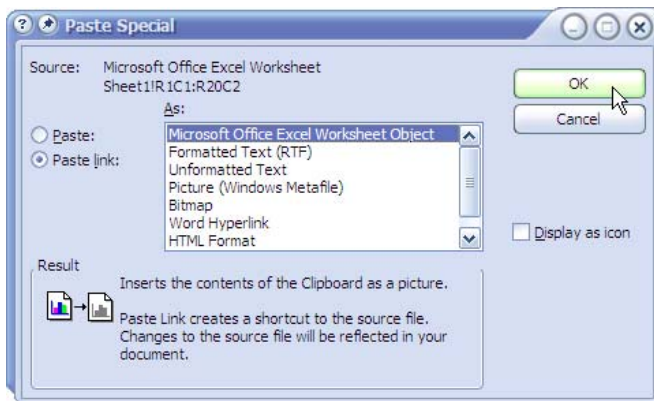 Paste Special
Source: Microsoft Office Excel Worksheet
Sheet1!R1C1:R20C2
As:
Paste:
Paste link:
Microsoft Office Excel Worksheet Object
Formatted Text (RTF)
Unformatted Text
Picture (Windows Metafile)
Bitmap
Word Hyperlink
HTML Format
OK
Cancel
Display as icon
Result
Inserts the contents of the Clipboard as a picture.
Paste Link creates a shortcut to the source file.
Changes to the source file will be reflected in your
document.